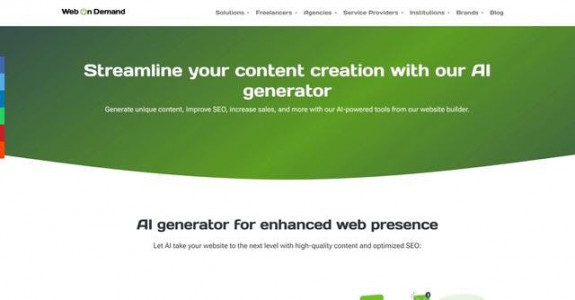 Web On Demand
Solutions Freelancers Agencies Service Providers Institutions Brands Blog
Streamline your content creation with our AI
generator
Generate unique content, improve SEO, increase sales, and more with our AI-powered tools from our website builder.
AI generator for enhanced web presence
Let AI take your website to the next level with high-quality content and optimized SEO: